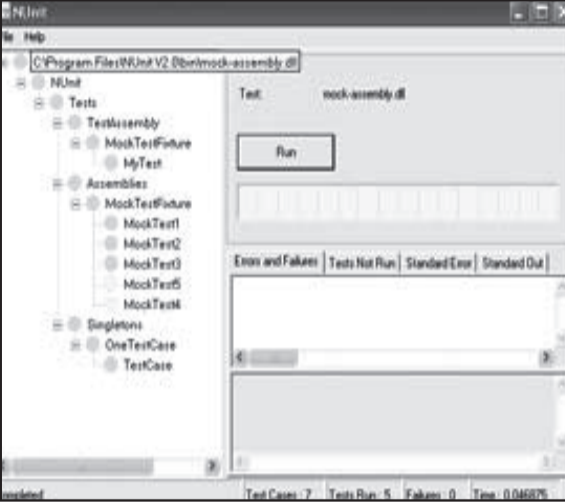 NUnit
File Help
C:\Program Files\NUnit V2.0\bin\mock-assembly.dll
NUnit
Tests
TestAssembly
MockTestFixture
MyTest
Assemblies
MockTestFixture
MockTest1
MockTest2
MockTest3
MockTest5
MockTest4
Singletons
OneTestCase
TestCase
Test: mock-assembly.dll
Run
Errors and Failures Tests Not Run Standard Error Standard Out
Completed Test Cases : 7 Tests Run : 5 Failures : 0 Time : 0.046875